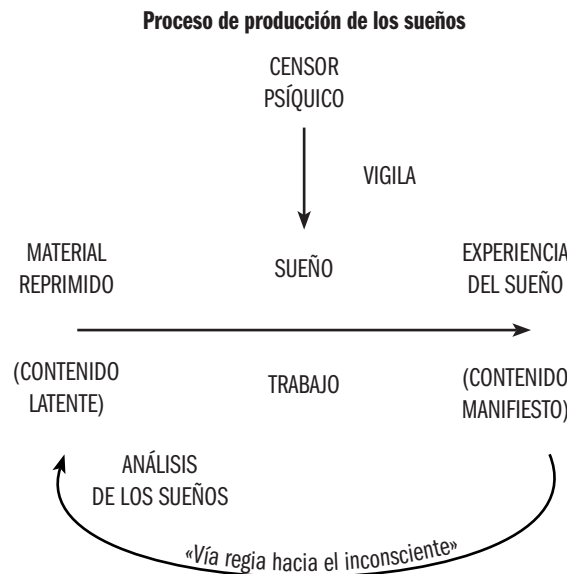 Proceso de producción de los sueños
CENSOR
PSÍQUICO
VIGILA
MATERIAL
REPRIMIDO
SUEÑO
EXPERIENCIA
DEL SUEÑO
(CONTENIDO
LATENTE)
TRABAJO
(CONTENIDO
MANIFIESTO)
ANÁLISIS
DE LOS SUEÑOS
«Vía regia hacia el inconsciente»